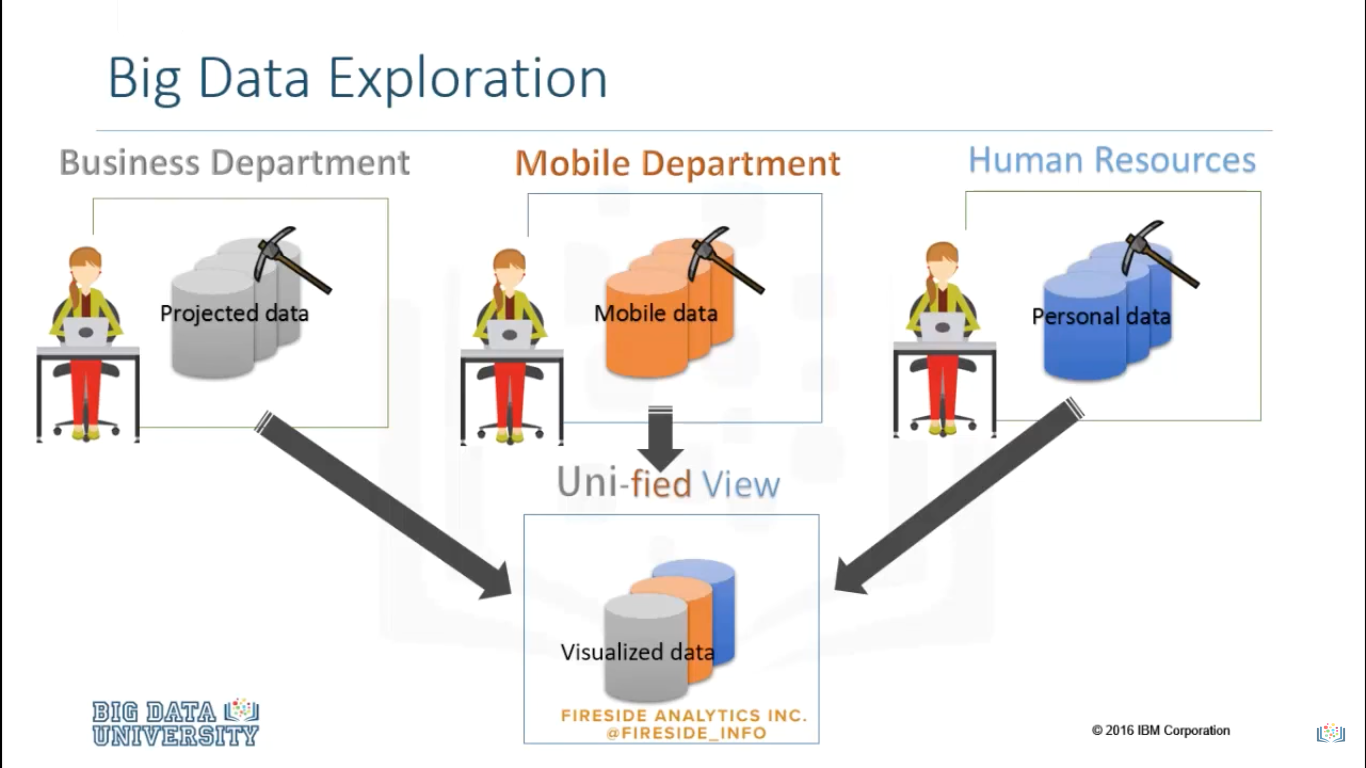 Big Data Exploration
Business Department
Mobile Department
Human Resources
Projected data
Mobile data
Personal data
Uni-fied View
Visualized data
FIRESIDE ANALYTICS INC.
@FIRESIDE_INFO
BIG DATA
UNIVERSITY
© 2016 IBM Corporation